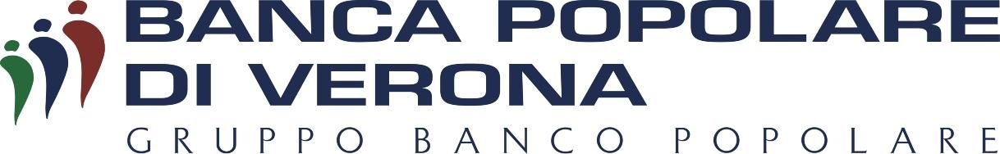 BANCA POPOLARE
DI VERONA
GRUPPO BANCO POPOLARE